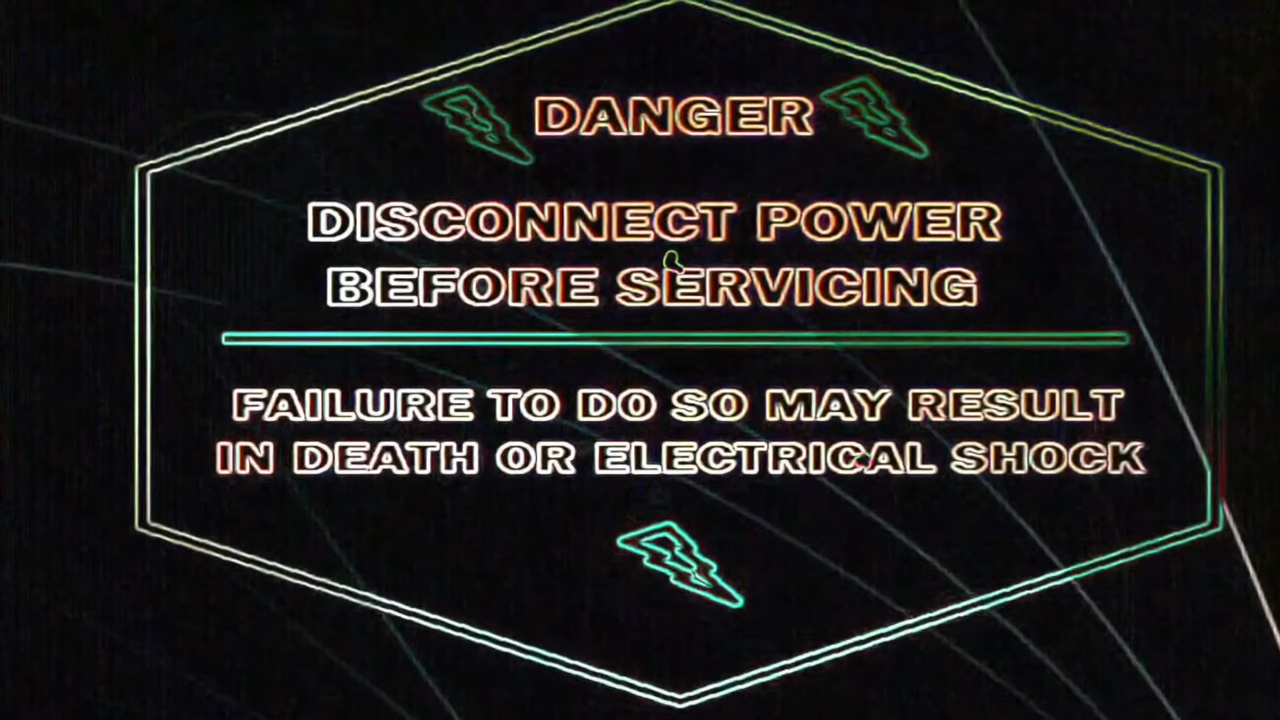 DANGER
DISCONNECT POWER
BEFORE SERVICING
FAILURE TO DO SO MAY RESULT
IN DEATH OR ELECTRICAL SHOCK